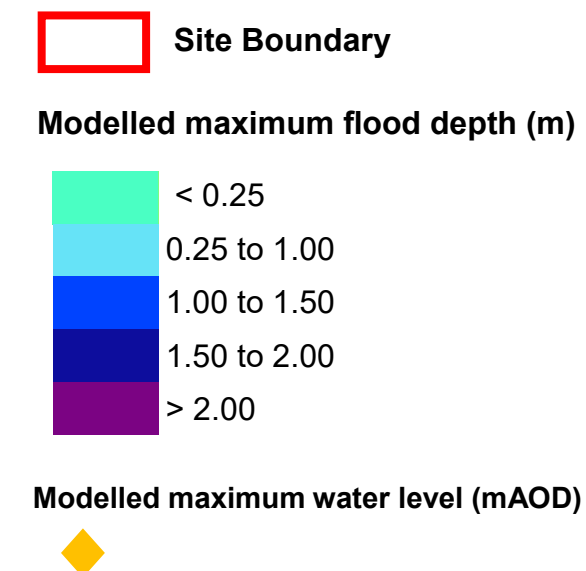 Site Boundary
Modelled maximum flood depth (m)
< 0.25
0.25 to 1.00
1.00 to 1.50
1.50 to 2.00
> 2.00
Modelled maximum water level (mAOD)